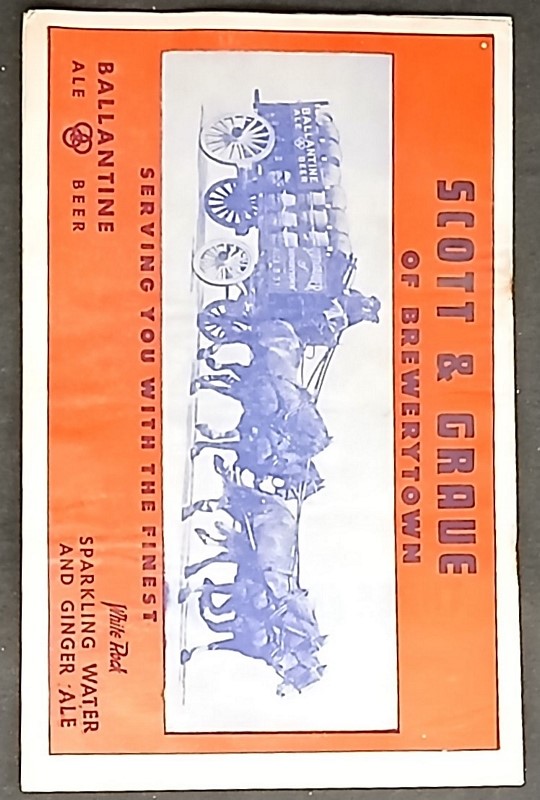 SCOTT & GRAUE
OF BREWERYTOWN
BALLANTINE
ALE BEER
SERVING YOU WITH THE FINEST
BALLANTINE
ALE BEER
White Rock
SPARKLING WATER
AND GINGER ALE